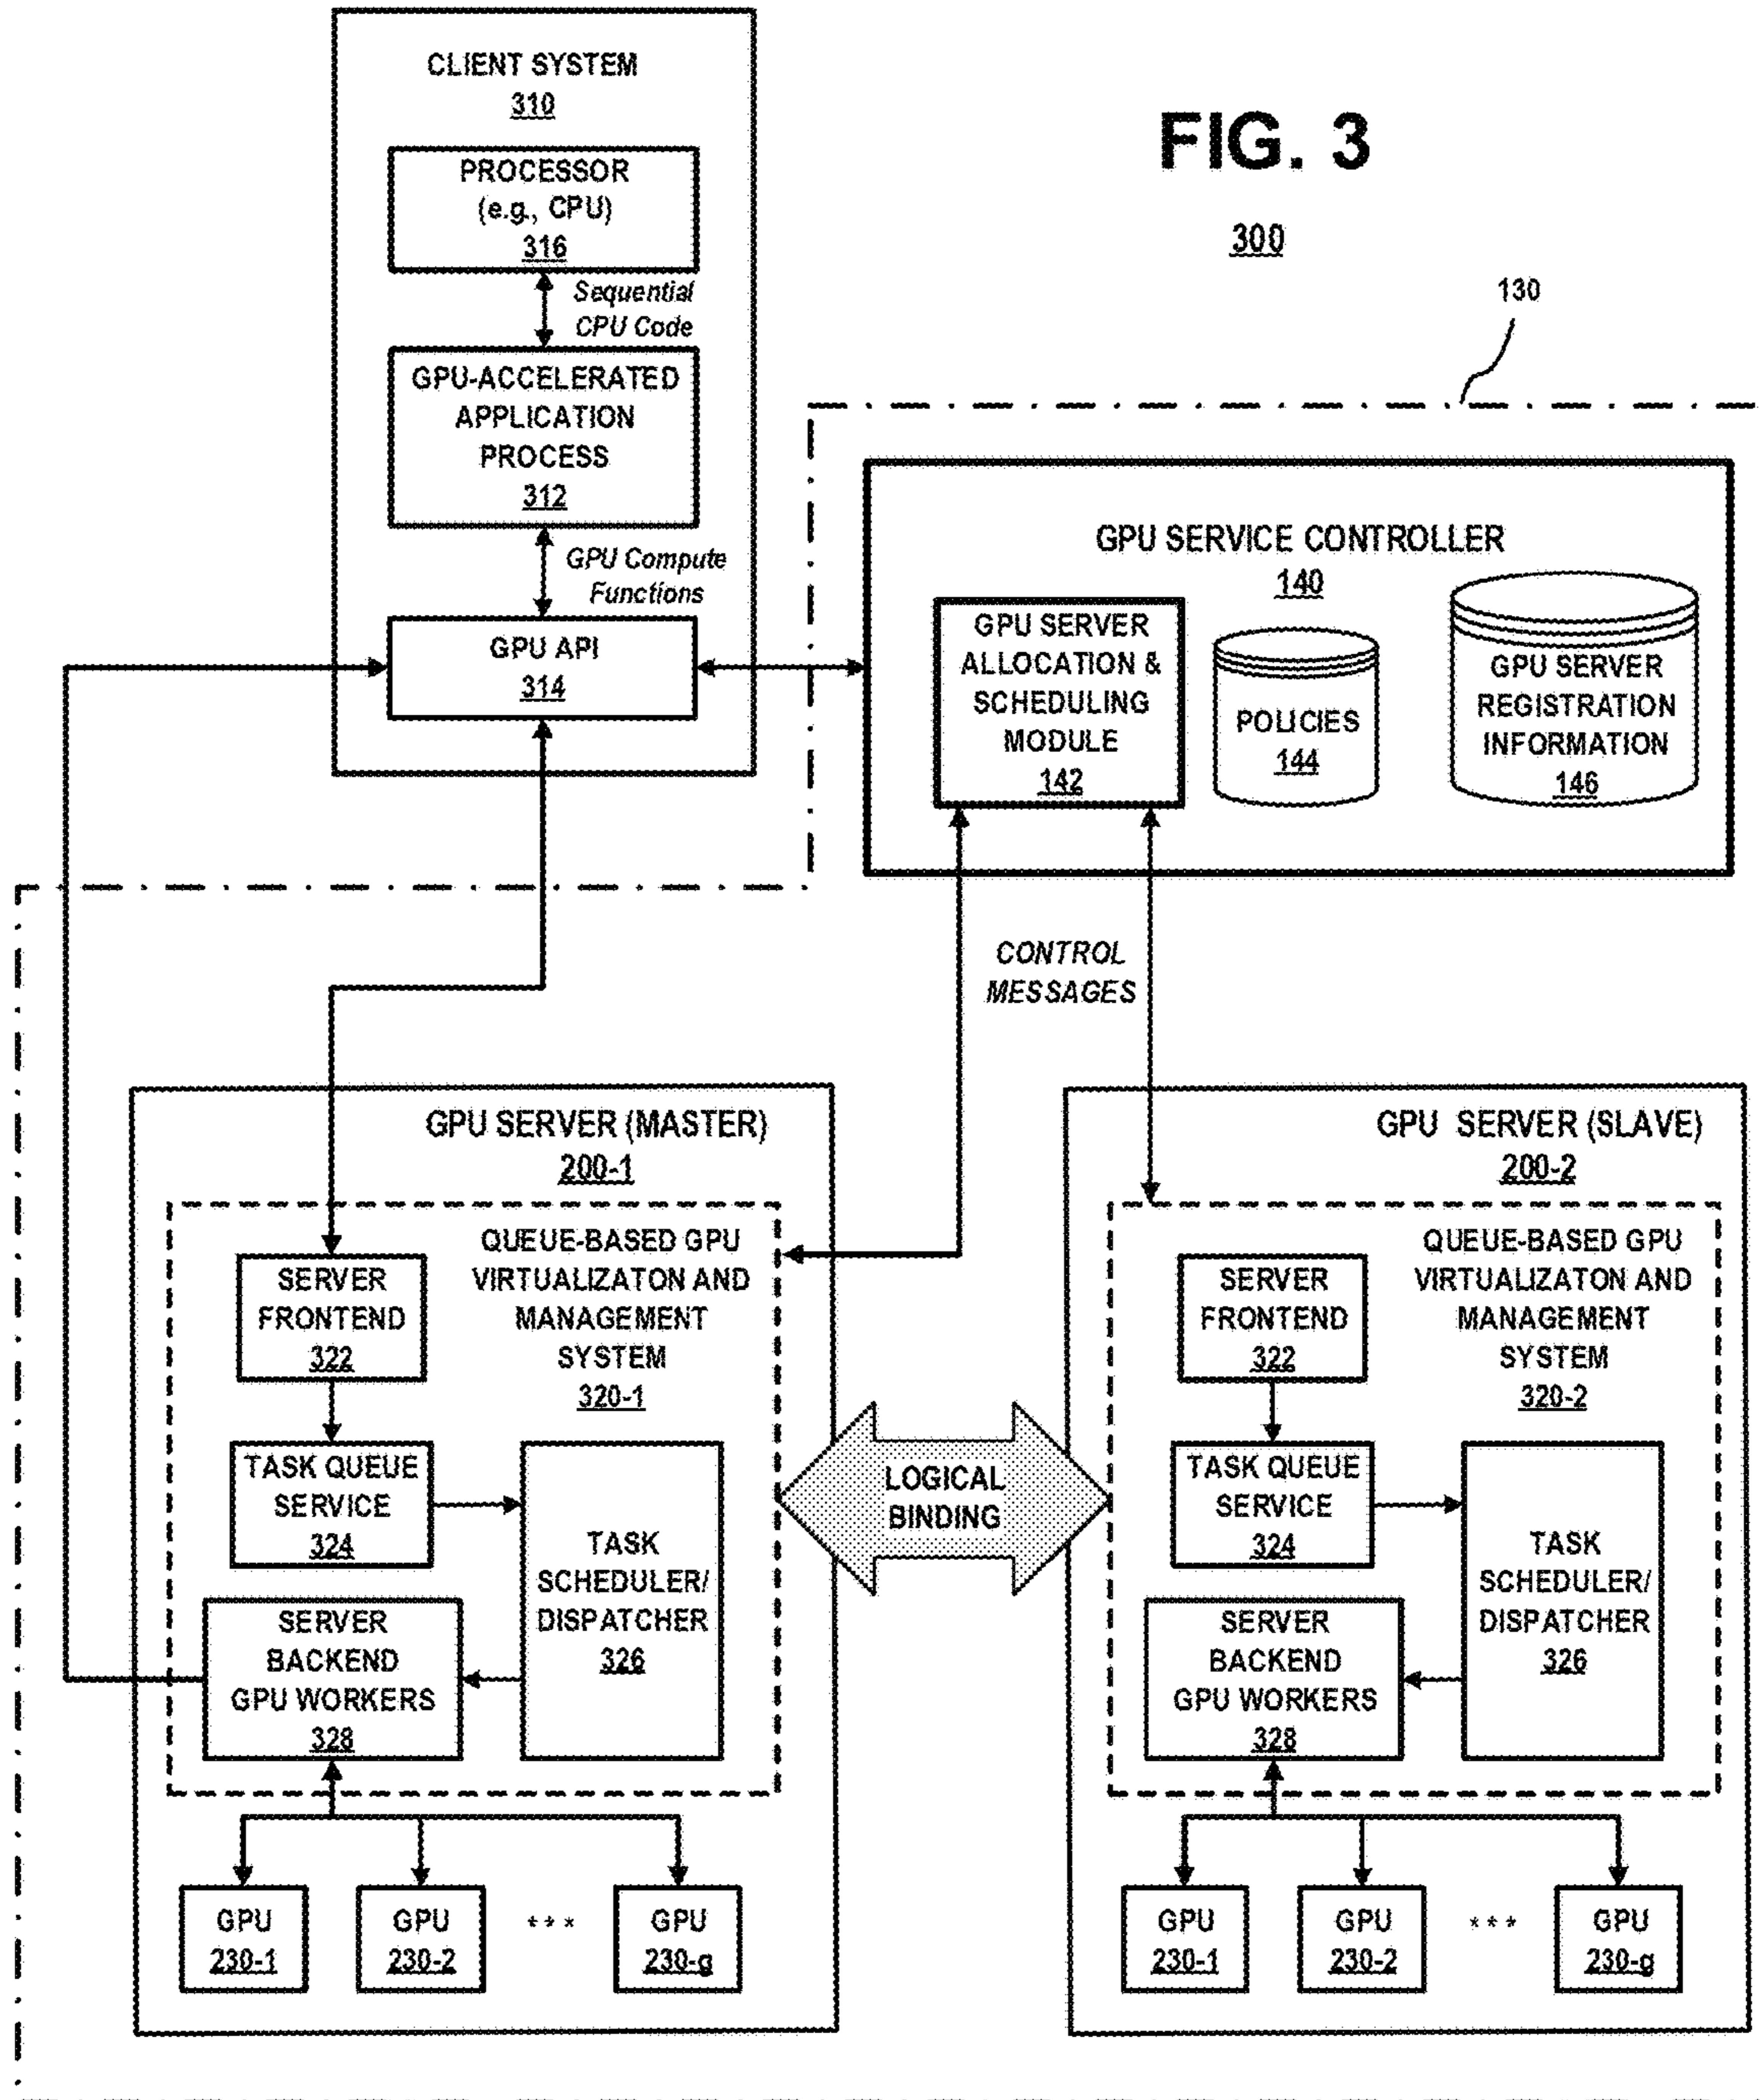 CLIENT SYSTEM
310
PROCESSOR
(e.g., CPU)
316
Sequential
CPU Code
GPU-ACCELERATED
APPLICATION
PROCESS
312
GPU Compute
Functions
GPU API
314
FIG. 3
300
130
GPU SERVICE CONTROLLER
140
GPU SERVER
ALLOCATION &
SCHEDULING
MODULE
142
POLICIES
144
GPU SERVER
REGISTRATION
INFORMATION
146
CONTROL
MESSAGES
GPU SERVER (MASTER)
200-1
QUEUE-BASED GPU
VIRTUALIZATON AND
MANAGEMENT
SYSTEM
320-1
SERVER
FRONTEND
322
TASK QUEUE
SERVICE
324
TASK
SCHEDULER/
DISPATCHER
326
SERVER
BACKEND
GPU WORKERS
328
GPU
230-1
GPU
230-2
***
GPU
230-g
LOGICAL
BINDING
GPU SERVER (SLAVE)
200-2
QUEUE-BASED GPU
VIRTUALIZATON AND
MANAGEMENT
SYSTEM
320-2
SERVER
FRONTEND
322
TASK QUEUE
SERVICE
324
TASK
SCHEDULER/
DISPATCHER
326
SERVER
BACKEND
GPU WORKERS
328
GPU
230-1
GPU
230-2
***
GPU
230-g